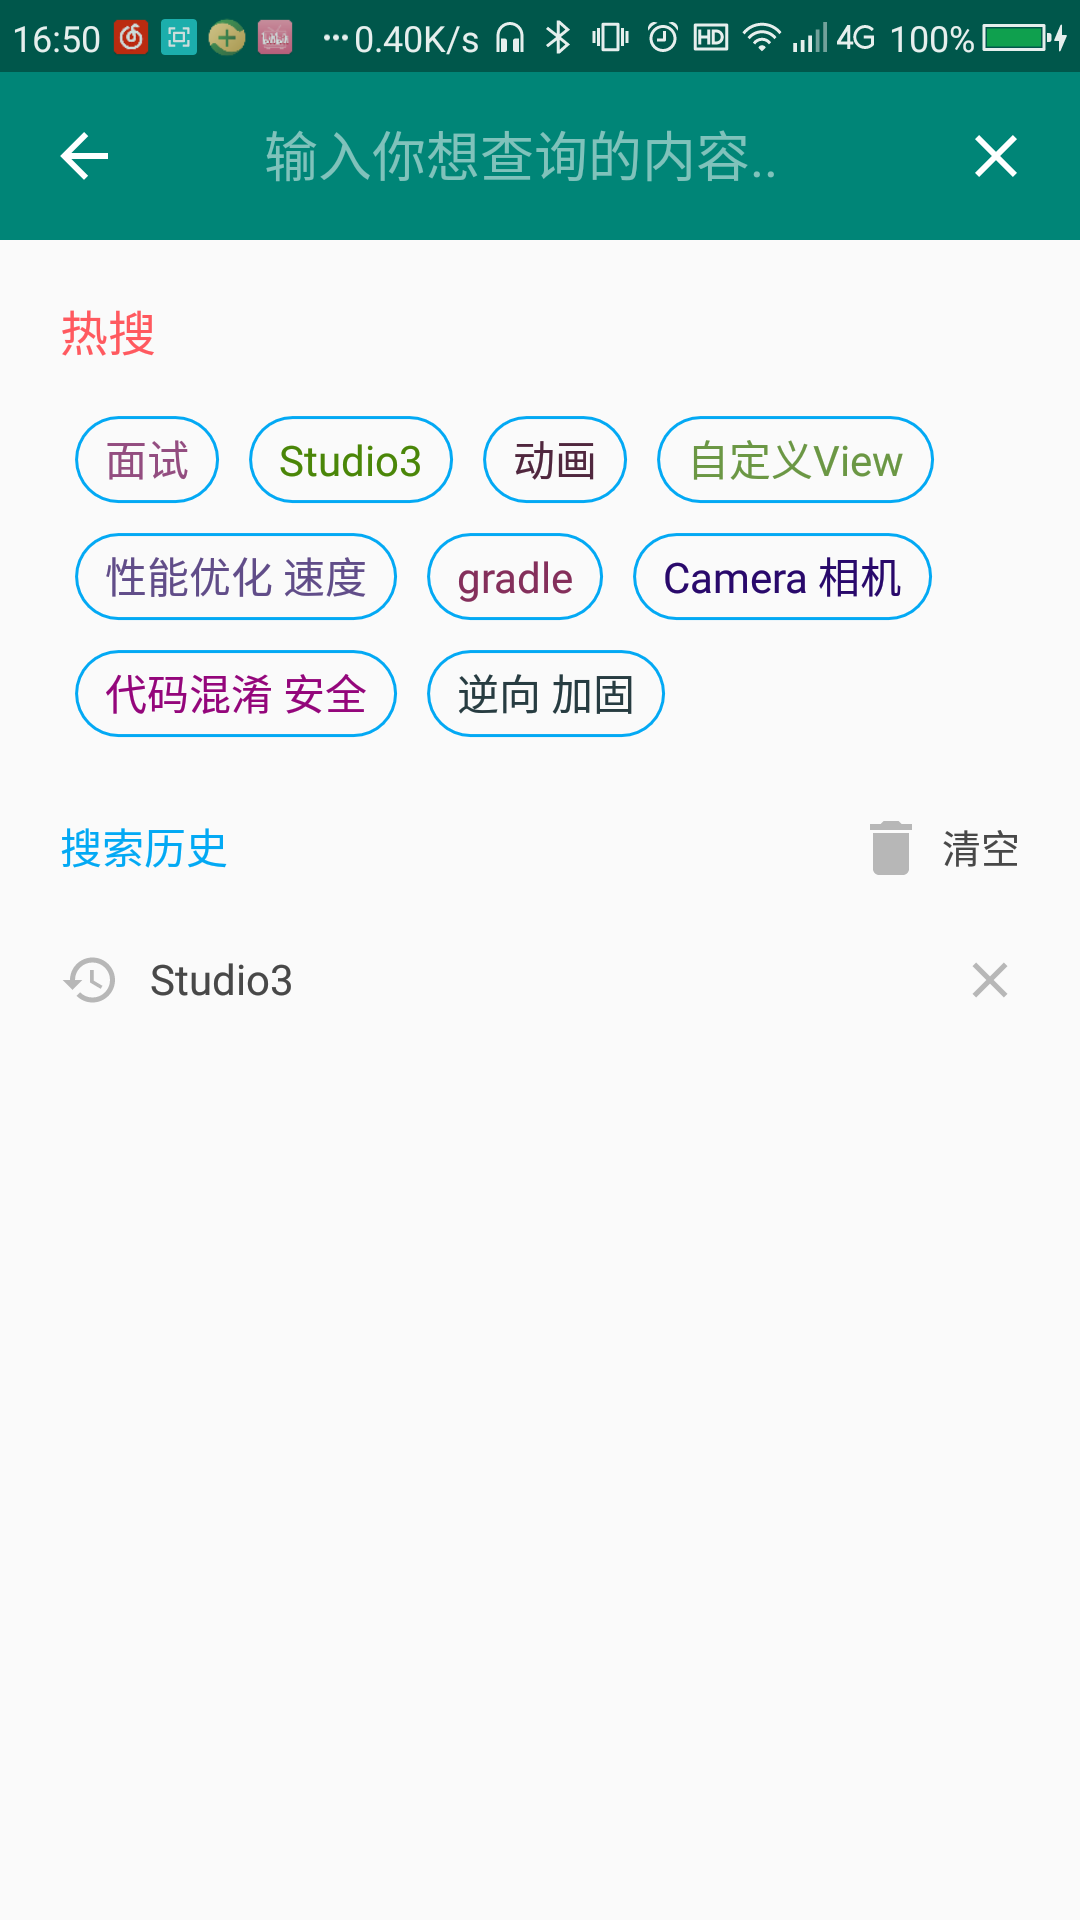 16:50 ...0.40K/s HD 4G 100%
输入你想查询的内容..
热搜
面试 Studio3 动画 自定义View
性能优化 速度 gradle Camera 相机
代码混淆 安全 逆向 加固
搜索历史 清空
Studio3